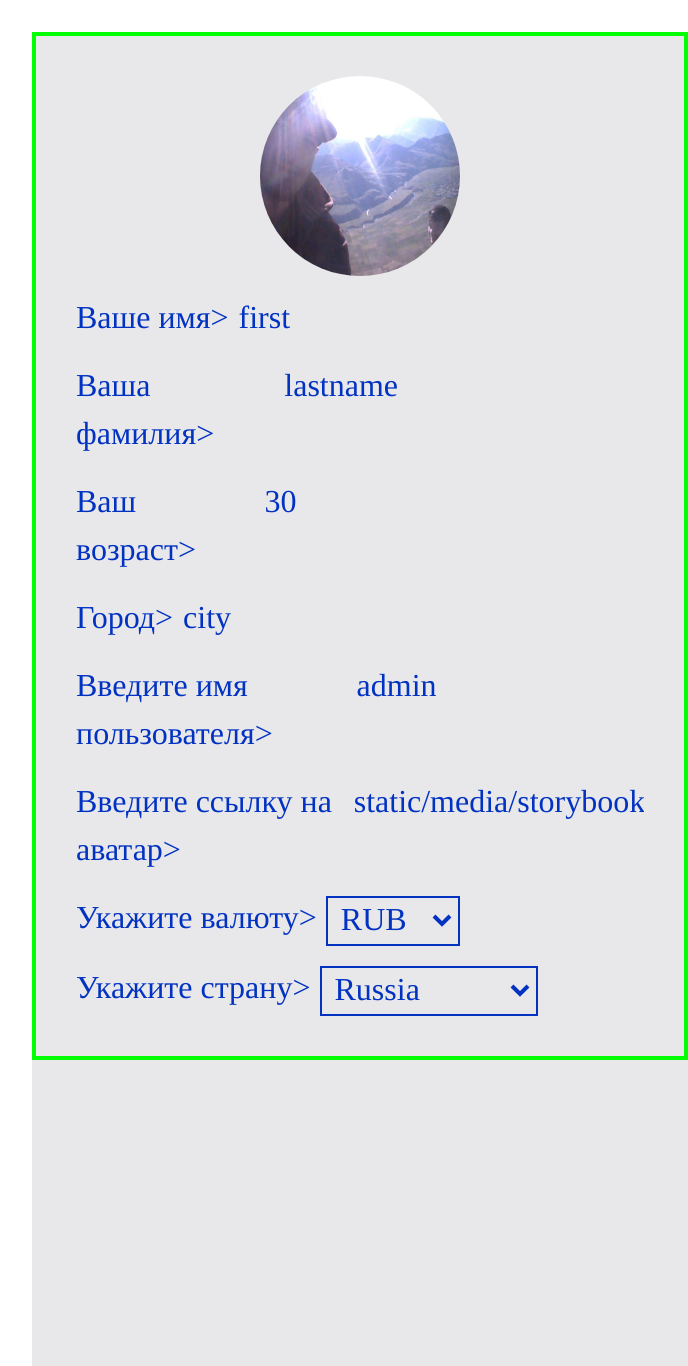 Ваше имя> first
Ваша lastname
фамилия>
Ваш 30
возраст>
Город> city
Введите имя admin
пользователя>
Введите ссылку на static/media/storybook
аватар>
Укажите валюту> RUB
Укажите страну> Russia